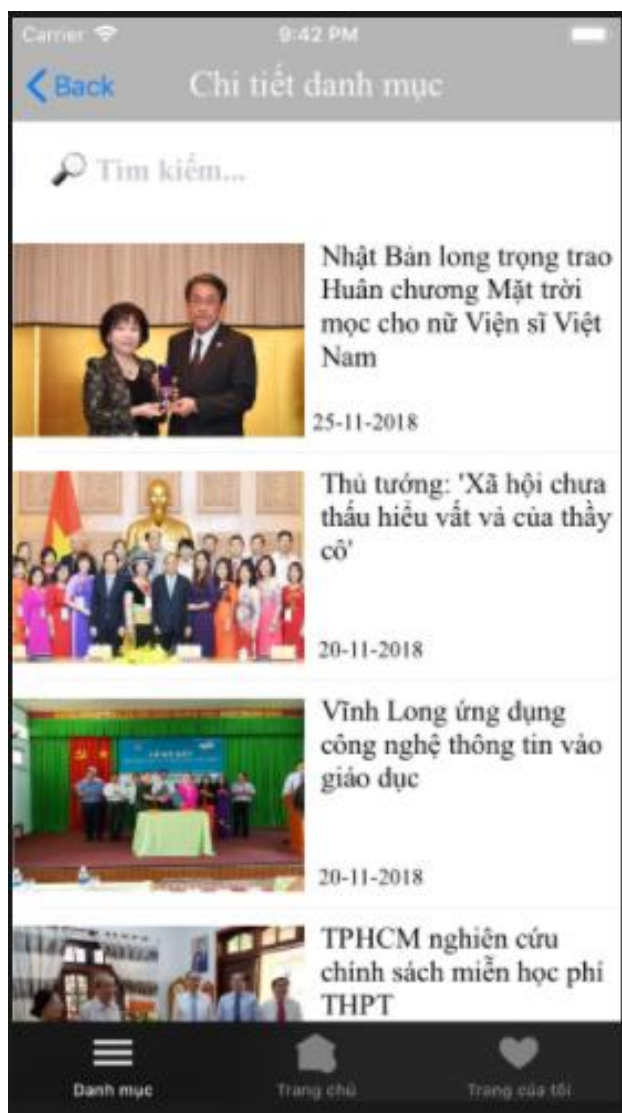 Carrier 9:42 PM
Back Chi tiết danh mục
Tìm kiếm...
Nhật Bản long trọng trao
Huân chương Mặt trời
mọc cho nữ Viện sĩ Việt
Nam
25-11-2018
Thủ tướng: 'Xã hội chưa
thấu hiểu vất vả của thầy
cô'
20-11-2018
Vĩnh Long ứng dụng
công nghệ thông tin vào
giáo dục
20-11-2018
TPHCM nghiên cứu
chính sách miễn học phí
THPT
Danh mục Trang chủ Trang của tôi